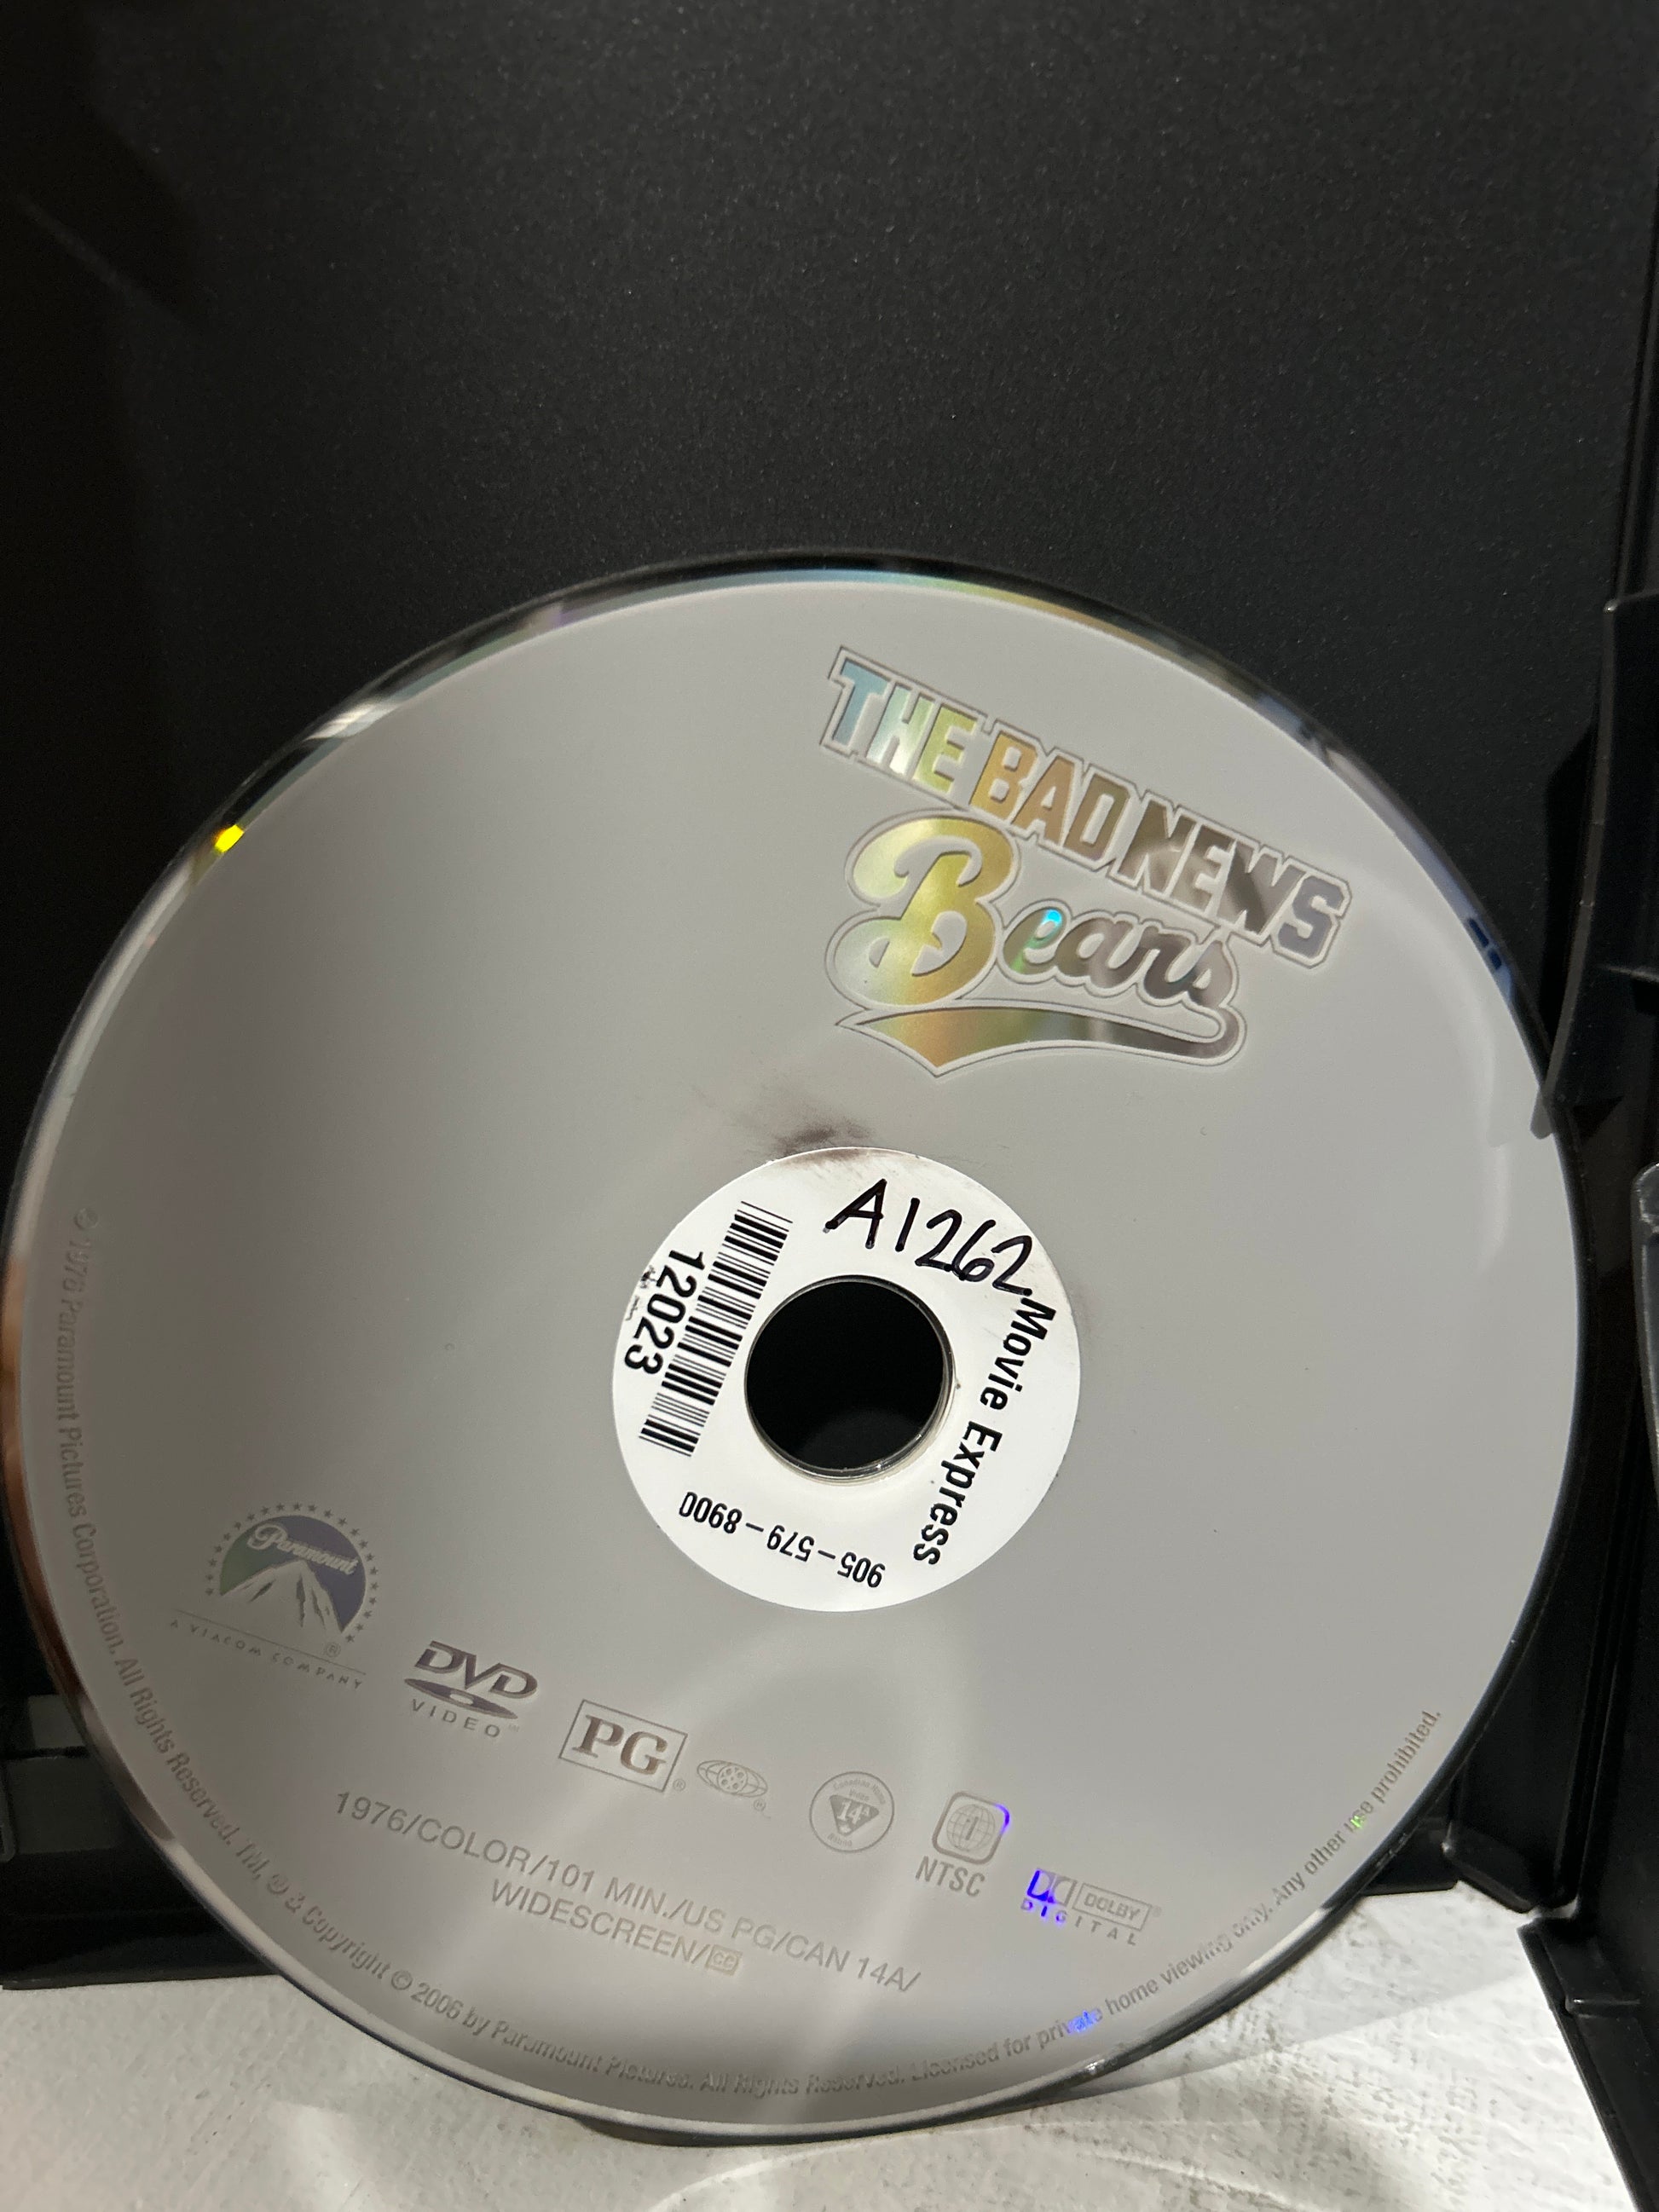 THE BAD NEWS
Bears
A1262
Movie Express
905-579-8900
12023
Paramount
A VIACOM COMPANY
DVD
VIDEO
PG
14A
NTSC
DOLBY
DIGITAL
1976/COLOR/101 MIN./US PG/CAN 14A/
WIDESCREEN/CC
© 1976 Paramount Pictures Corporation. All Rights Reserved. TM, ® & Copyright © 2006 by Paramount Pictures. All Rights Reserved. Licensed for private home viewing only. Any other use prohibited.